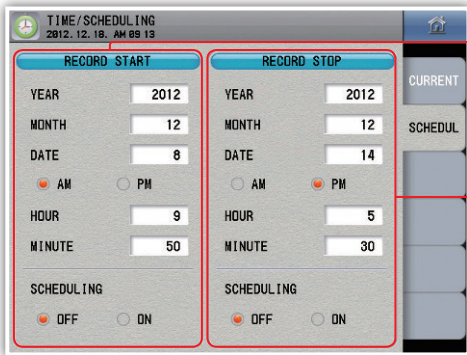 TIME/SCHEDULING
2012. 12. 18. AM 09 13
RECORD START
YEAR 2012
MONTH 12
DATE 8
AM PM
HOUR 9
MINUTE 50
SCHEDULING
OFF ON
RECORD STOP
YEAR 2012
MONTH 12
DATE 14
AM PM
HOUR 5
MINUTE 30
SCHEDULING
OFF ON
CURRENT
SCHEDUL